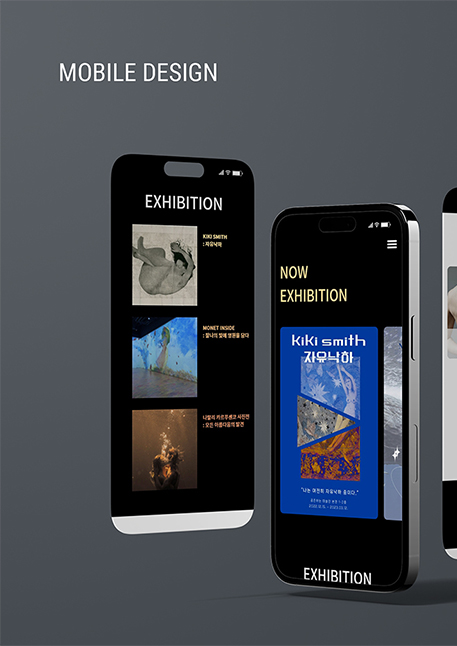 MOBILE DESIGN
EXHIBITION
KIKI SMITH
: 자유낙하
MONET INSIDE
: 찰나의 빛에 영원을 담다
나탈리 카르푸셴코 사진전
: 모든 아름다움의 발견
NOW
EXHIBITION
kiki smith
자유낙하
“나는 여전히 자유낙하 중이다.”
EXHIBITION